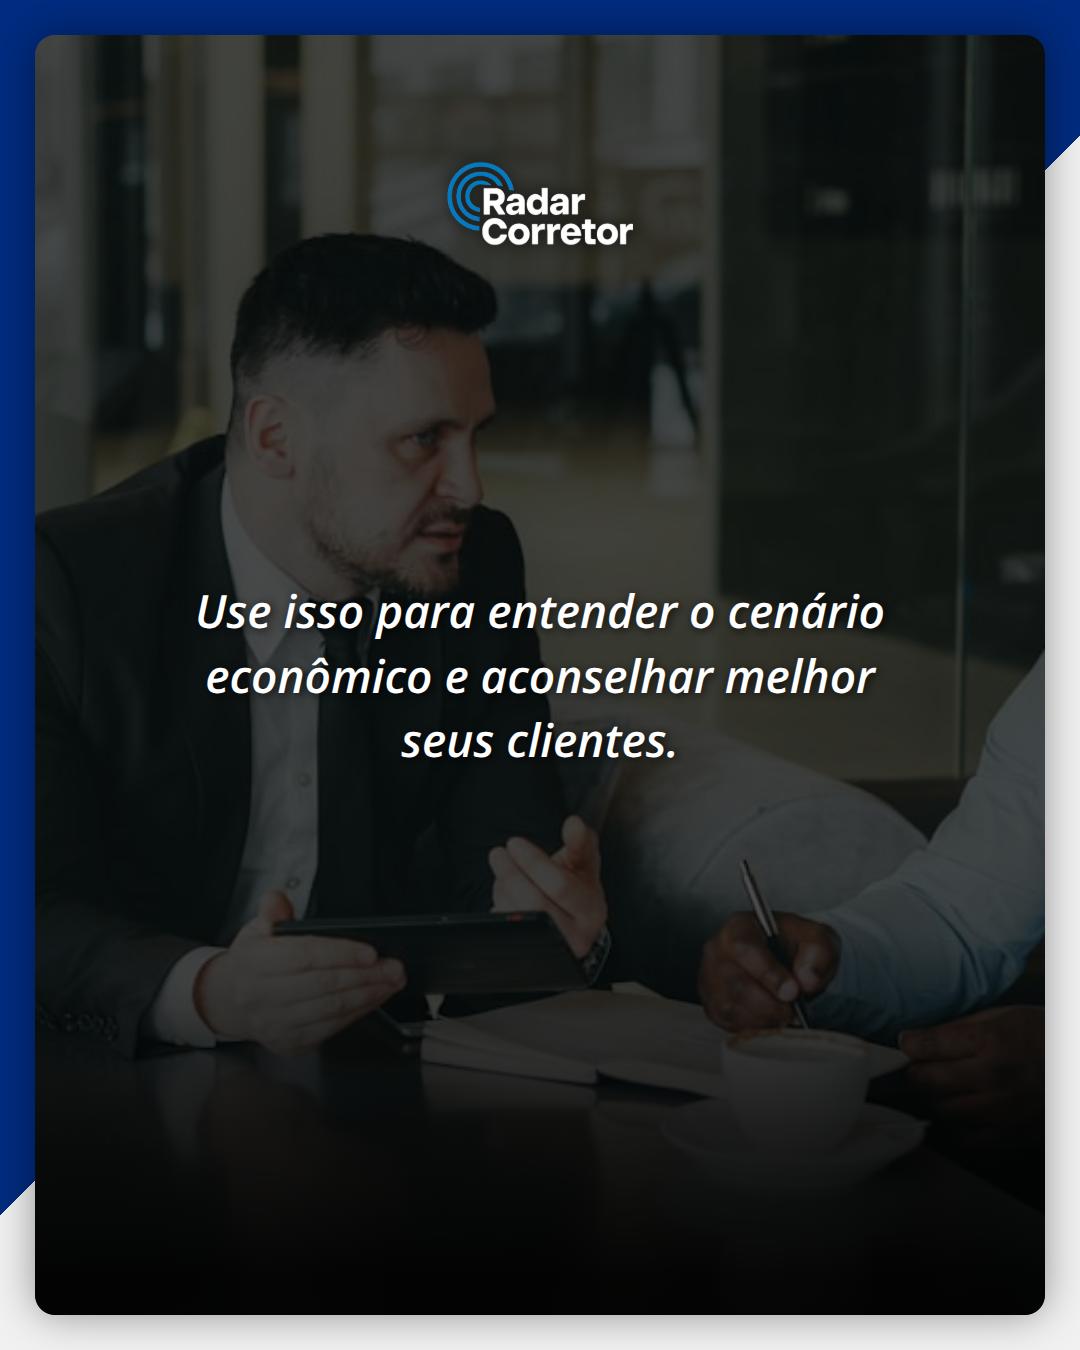 Radar
Corretor
Use isso para entender o cenário
econômico e aconselhar melhor
seus clientes.